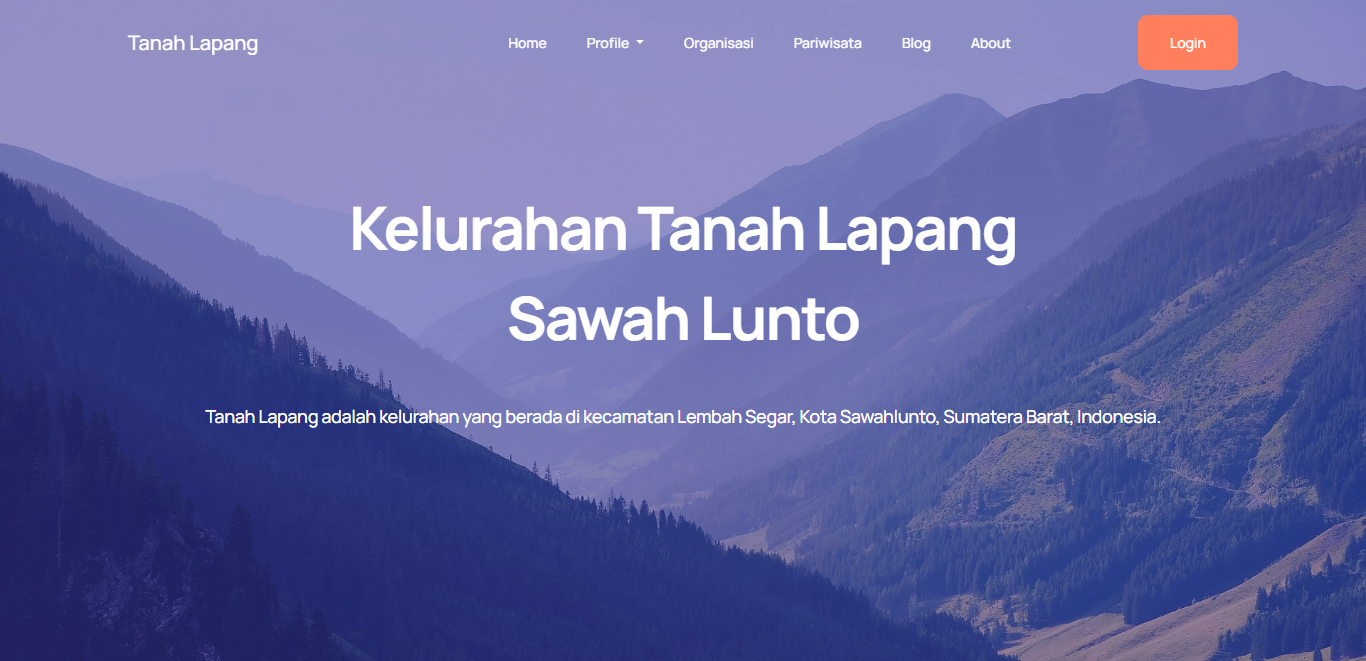 Tanah Lapang
Home Profile Organisasi Pariwisata Blog About
Login
Kelurahan Tanah Lapang
Sawah Lunto
Tanah Lapang adalah kelurahan yang berada di kecamatan Lembah Segar, Kota Sawahlunto, Sumatera Barat, Indonesia.